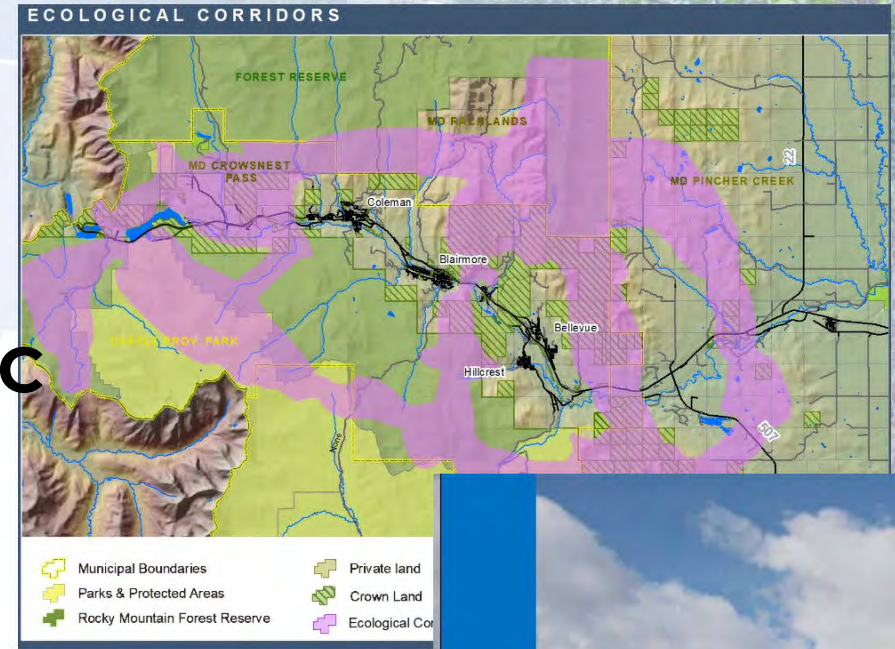 ECOLOGICAL CORRIDORS
FOREST RESERVE
MD RANCHLANDS
MD CROWSNEST
PASS
22
MD PINCHER CREEK
Coleman
Blairmore
Bellevue
PROV. PARK
C
Hillcrest
507
None
Municipal Boundaries
Parks & Protected Areas
Rocky Mountain Forest Reserve
Private land
Crown Land
Ecological Cor